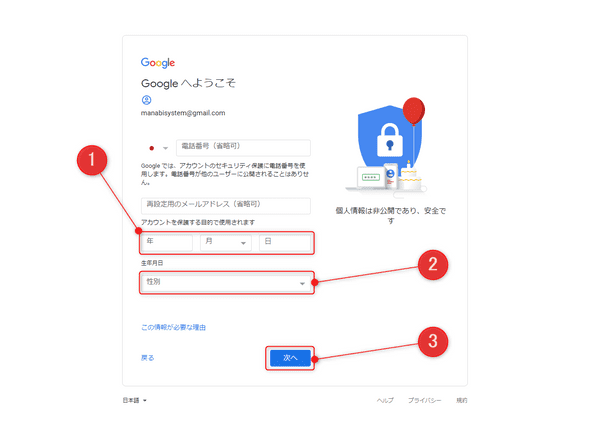 Google
Google へようこそ
manabisystem@gmail.com
電話番号（省略可）
Google では、アカウントのセキュリティ保護に電話番号を使
用します。電話番号が他のユーザーに公開されることはありませ
ん。
再設定用のメールアドレス（省略可）
アカウントを保護する目的で使用されます
年 月 日
生年月日
性別
この情報が必要な理由
戻る 次へ
個人情報は非公開であり、安全で
す
1
2
3
日本語 ヘルプ プライバシー 規約